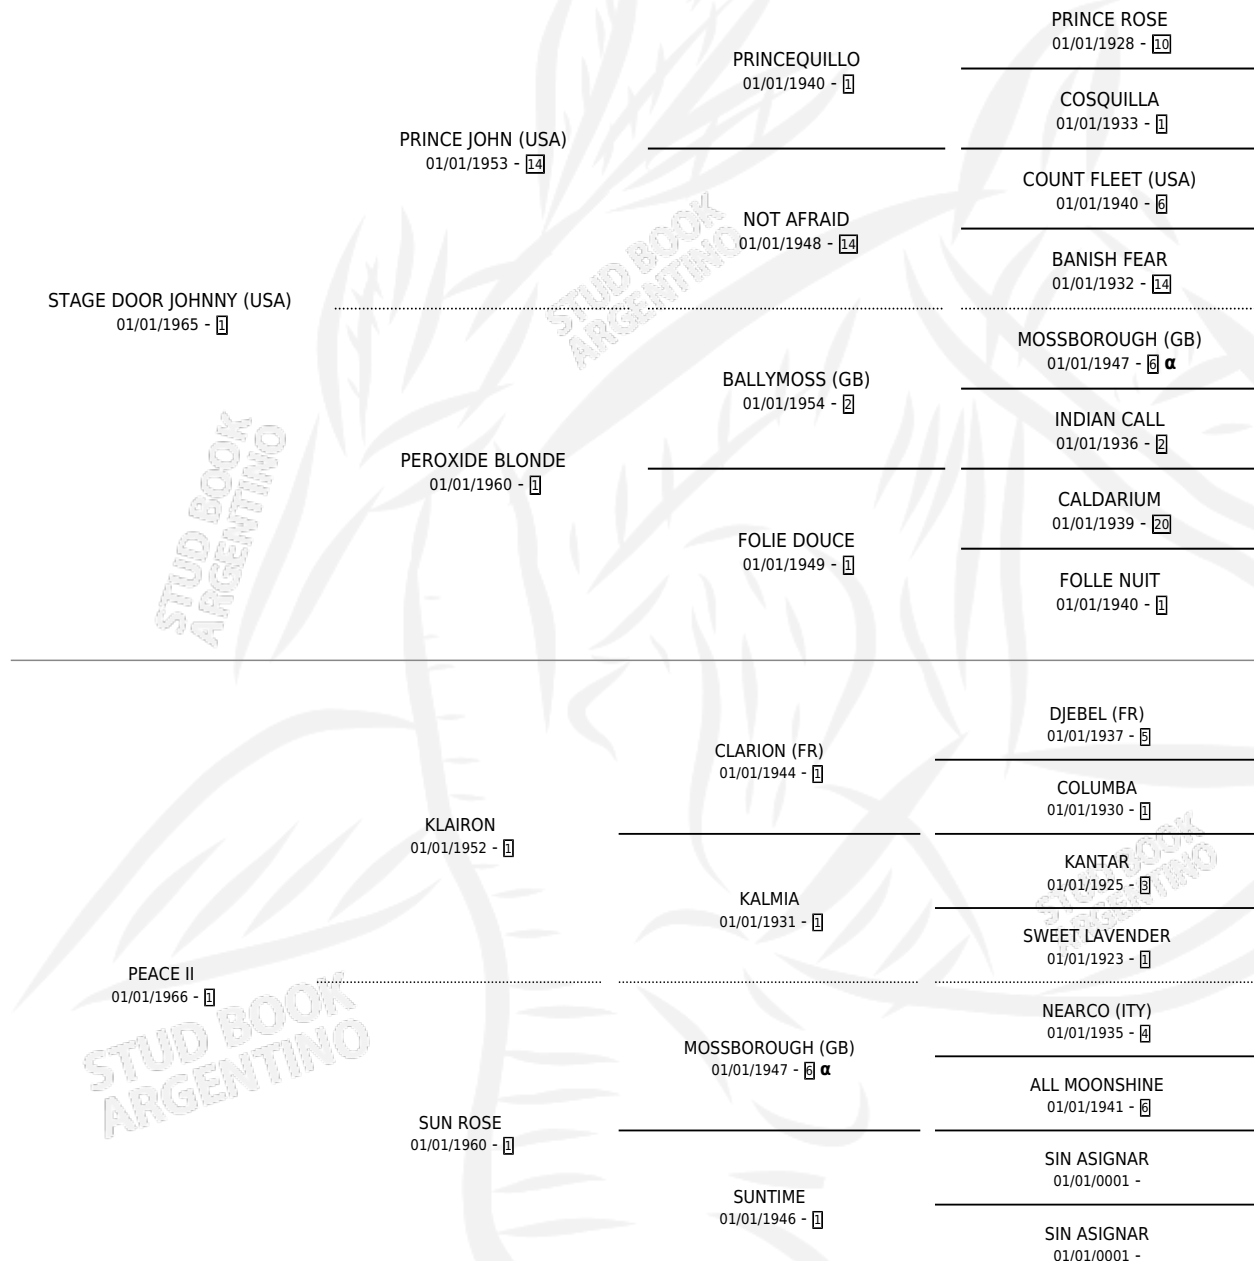 PRINCE ROSE
01/01/1928 - 10
PRINCEQUILLO
01/01/1940 - 1
COSQUILLA
01/01/1933 - 1
PRINCE JOHN (USA)
01/01/1953 - 14
COUNT FLEET (USA)
01/01/1940 - 6
NOT AFRAID
01/01/1948 - 14
BANISH FEAR
01/01/1932 - 14
STAGE DOOR JOHNNY (USA)
01/01/1965 - 1
MOSSBOROUGH (GB)
01/01/1947 - 6 α
BALLYMOSS (GB)
01/01/1954 - 2
INDIAN CALL
01/01/1936 - 2
PEROXIDE BLONDE
01/01/1960 - 1
CALDARIUM
01/01/1939 - 20
FOLIE DOUCE
01/01/1949 - 1
FOLLE NUIT
01/01/1940 - 1
DJEBEL (FR)
01/01/1937 - 5
CLARION (FR)
01/01/1944 - 1
COLUMBA
01/01/1930 - 1
KLAIRON
01/01/1952 - 1
KANTAR
01/01/1925 - 3
KALMIA
01/01/1931 - 1
SWEET LAVENDER
01/01/1923 - 1
PEACE II
01/01/1966 - 1
NEARCO (ITY)
01/01/1935 - 4
MOSSBOROUGH (GB)
01/01/1947 - 6 α
ALL MOONSHINE
01/01/1941 - 6
SUN ROSE
01/01/1960 - 1
SIN ASIGNAR
01/01/0001 -
SUNTIME
01/01/1946 - 1
SIN ASIGNAR
01/01/0001 -
STUD BOOK
ARGENTINO
STUD BOOK
ARGENTINO
STUD BOOK
ARGENTINO
STUD BOOK
ARGENTINO